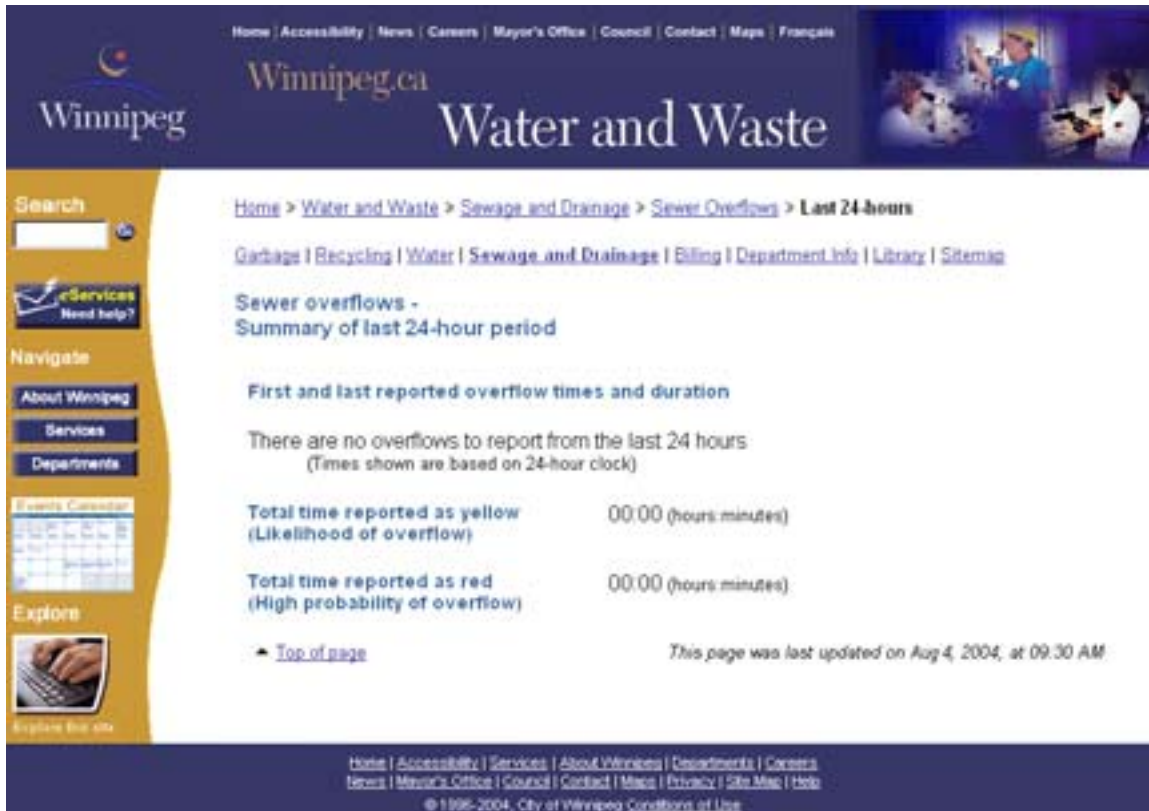 Home | Accessibility | News | Careers | Mayor's Office | Council | Contact | Maps | Français
Winnipeg
Winnipeg.ca
Water and Waste
Search
Go
eServices
Need help?
Navigate
About Winnipeg
Services
Departments
Events Calendar
Explore
Explore this site
Home > Water and Waste > Sewage and Drainage > Sewer Overflows > Last 24-hours
Garbage | Recycling | Water | Sewage and Drainage | Billing | Department Info | Library | Sitemap
Sewer overflows -
Summary of last 24-hour period
First and last reported overflow times and duration
There are no overflows to report from the last 24 hours
(Times shown are based on 24-hour clock)
Total time reported as yellow 00:00 (hours:minutes)
(Likelihood of overflow)
Total time reported as red 00:00 (hours:minutes)
(High probability of overflow)
Top of page This page was last updated on Aug 4, 2004, at 09:30 AM
Home | Accessibility | Services | About Winnipeg | Departments | Careers
News | Mayor's Office | Council | Contact | Maps | Privacy | Site Map | Help
© 1996-2004, City of Winnipeg Conditions of Use